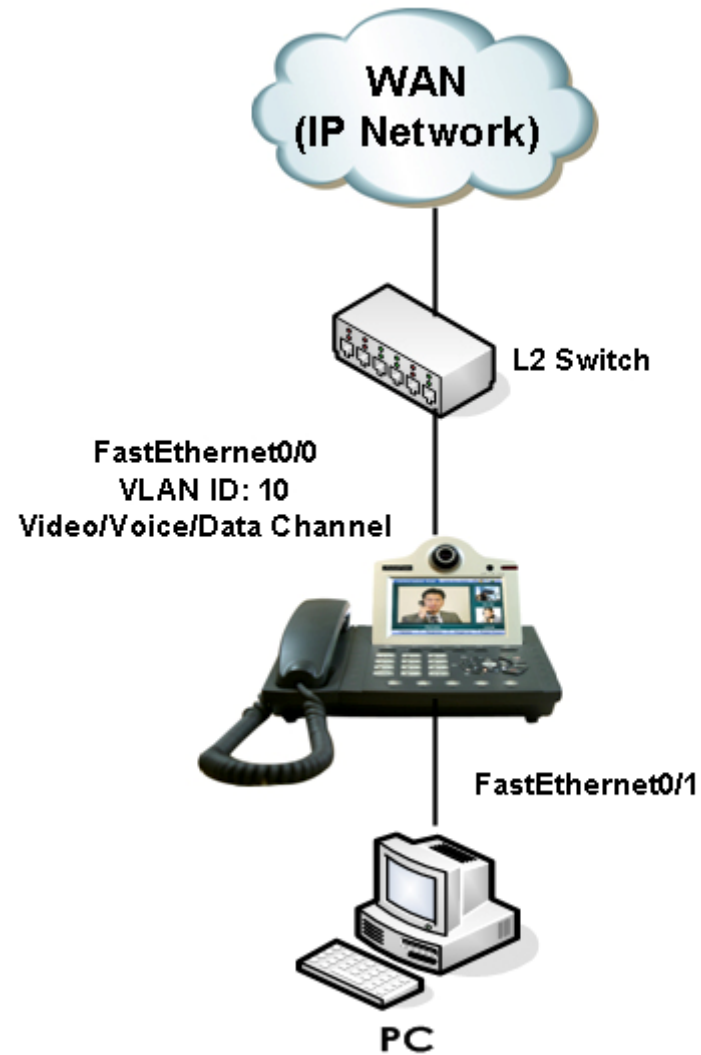 WAN
(IP Network)
L2 Switch
FastEthernet0/0
VLAN ID: 10
Video/Voice/Data Channel
FastEthernet0/1
PC